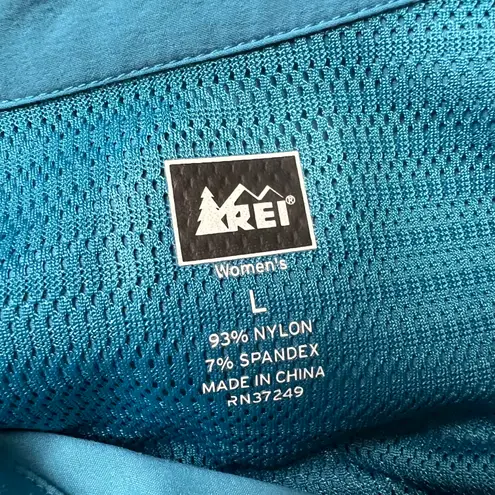 REI®
Women's
L
93% NYLON
7% SPANDEX
MADE IN CHINA
RN37249